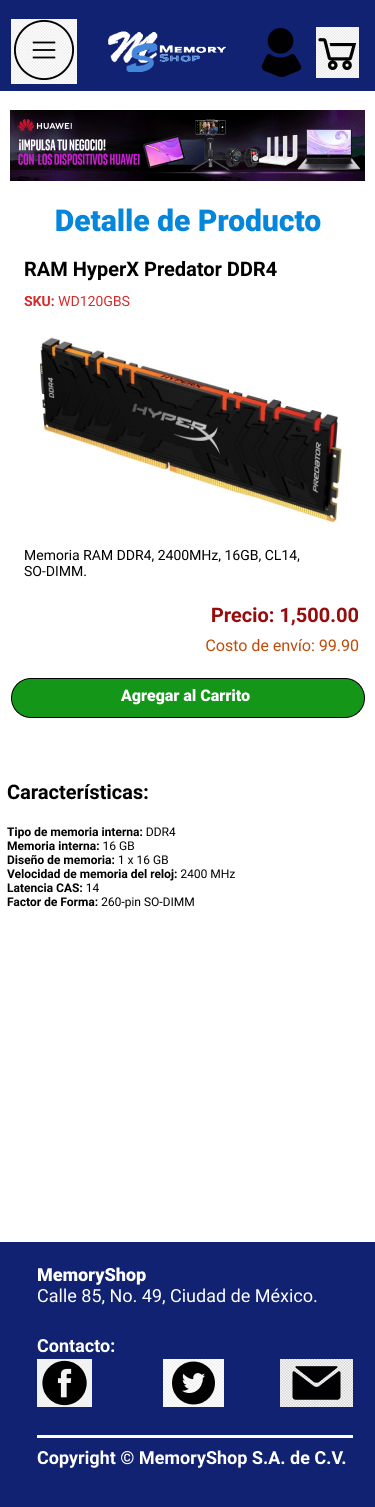 MS MEMORY
SHOP
HUAWEI
¡IMPULSA TU NEGOCIO!
CON LOS DISPOSITIVOS HUAWEI
Detalle de Producto
RAM HyperX Predator DDR4
SKU: WD120GBS
DDR4
HYPERX
PREDATOR
Memoria RAM DDR4, 2400MHz, 16GB, CL14,
SO-DIMM.
Precio: 1,500.00
Costo de envío: 99.90
Agregar al Carrito
Características:
Tipo de memoria interna: DDR4
Memoria interna: 16 GB
Diseño de memoria: 1 x 16 GB
Velocidad de memoria del reloj: 2400 MHz
Latencia CAS: 14
Factor de Forma: 260-pin SO-DIMM
MemoryShop
Calle 85, No. 49, Ciudad de México.
Contacto:
Copyright © MemoryShop S.A. de C.V.